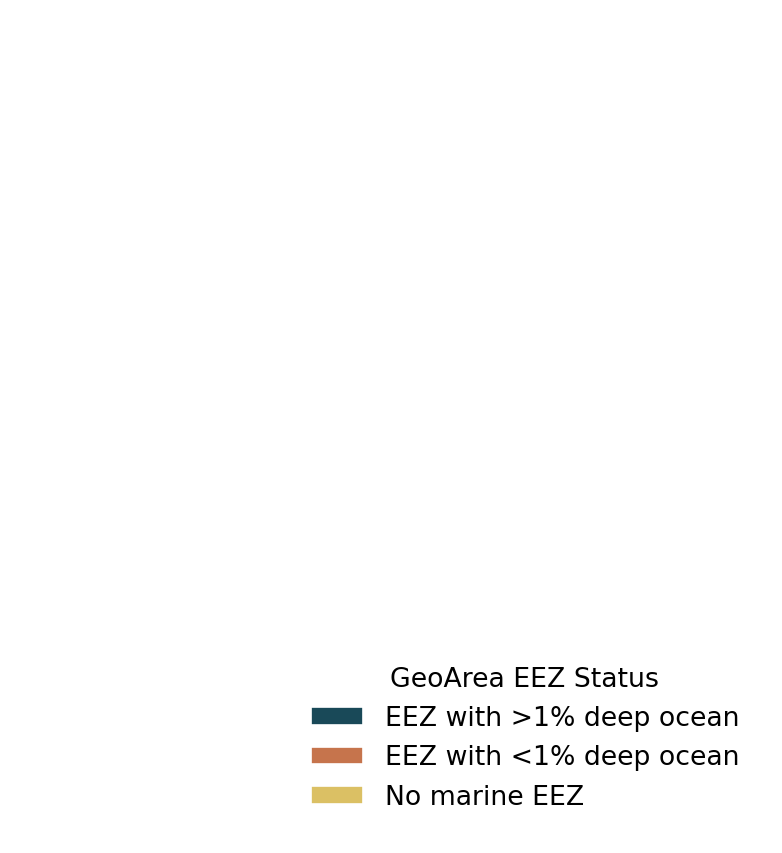 GeoArea EEZ Status
EEZ with >1% deep ocean
EEZ with <1% deep ocean
No marine EEZ